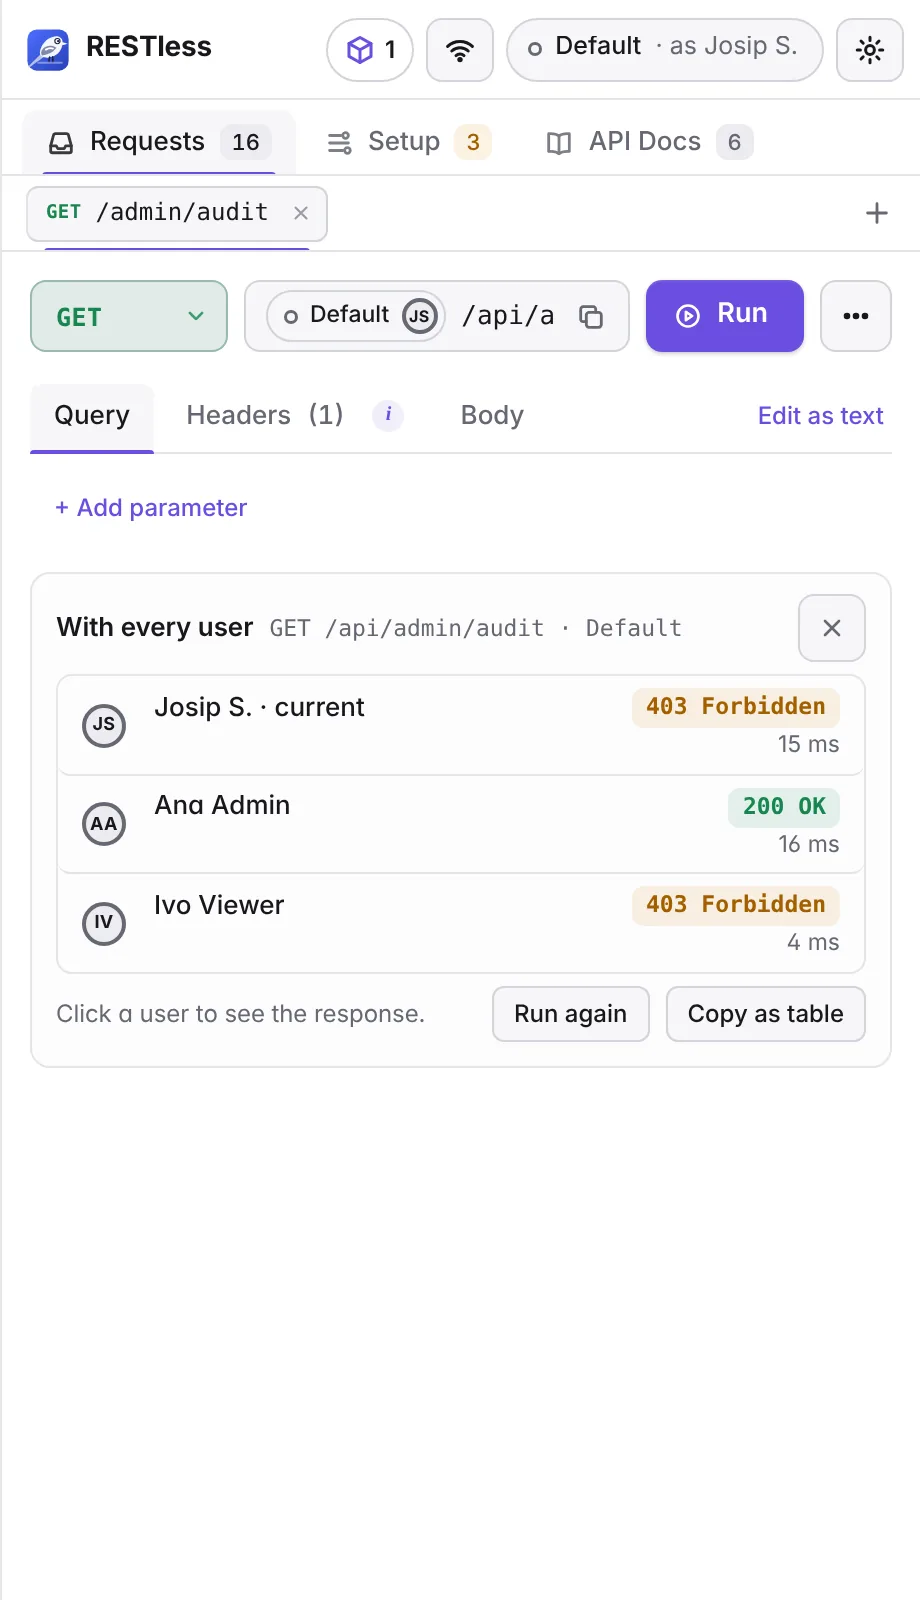 RESTless
1
Default · as Josip S.
Requests 16
Setup 3
API Docs 6
GET /admin/audit
GET
Default JS /api/a
Run
Query
Headers (1) i
Body
Edit as text
+ Add parameter
With every user GET /api/admin/audit · Default
JS Josip S. · current 403 Forbidden
15 ms
AA Ana Admin 200 OK
16 ms
IV Ivo Viewer 403 Forbidden
4 ms
Click a user to see the response. Run again Copy as table